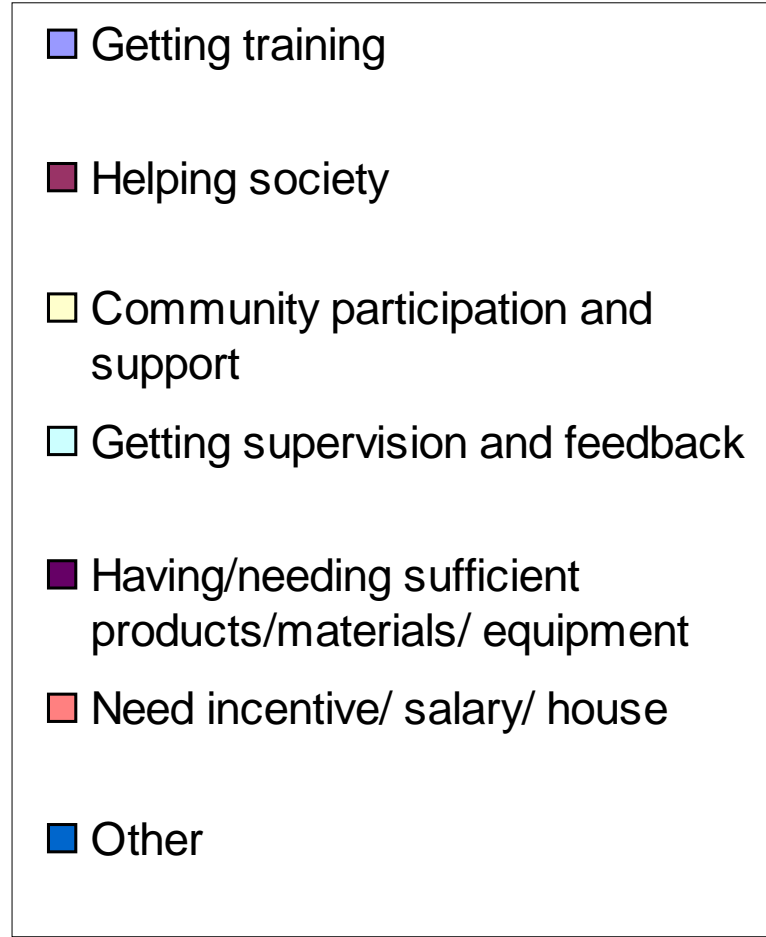 Getting training
Helping society
Community participation and
support
Getting supervision and feedback
Having/needing sufficient
products/materials/ equipment
Need incentive/ salary/ house
Other